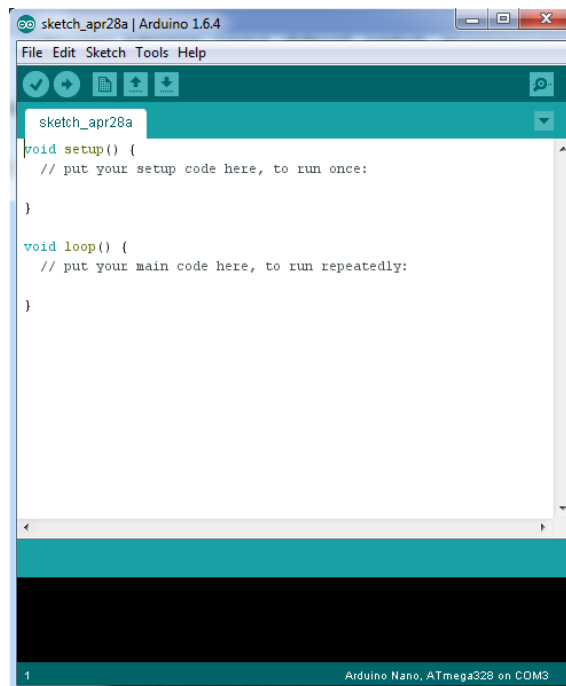 sketch_apr28a | Arduino 1.6.4
File Edit Sketch Tools Help
sketch_apr28a
void setup() {
  // put your setup code here, to run once:
}
void loop() {
  // put your main code here, to run repeatedly:
}
1 Arduino Nano, ATmega328 on COM3